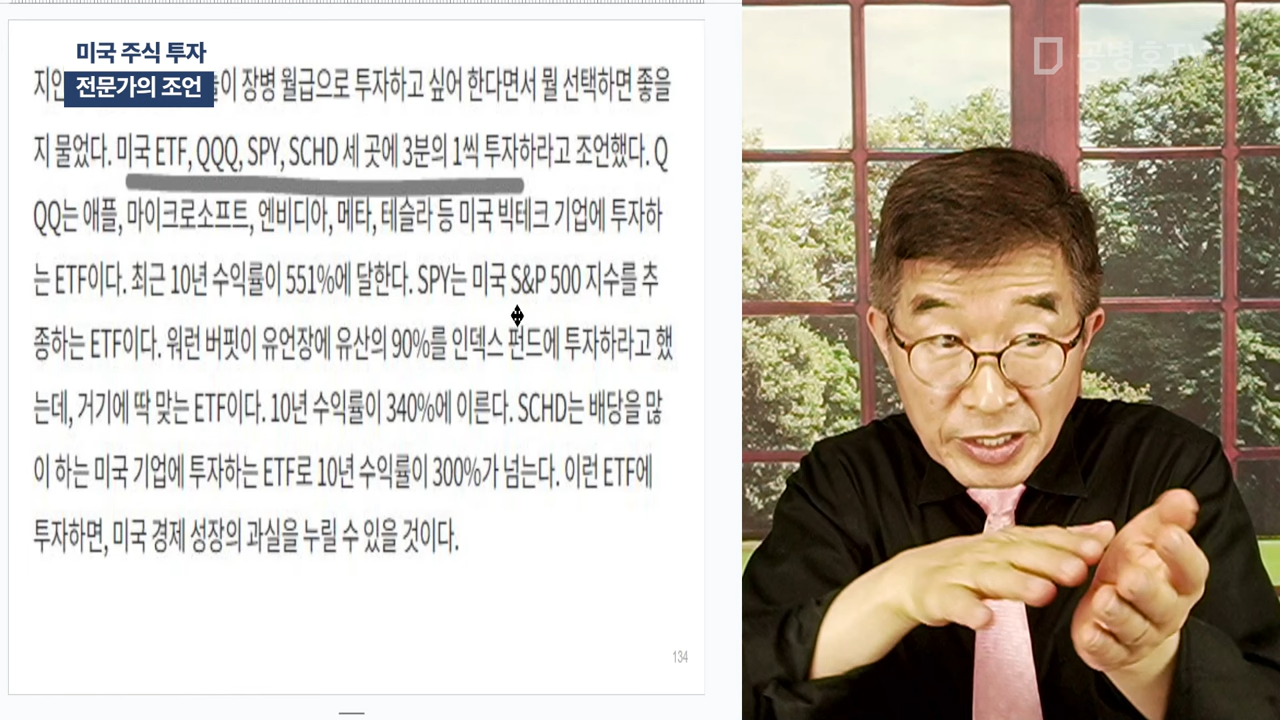 미국 주식 투자
전문가의 조언
장병 월급으로 투자하고 싶어 한다면서 뭘 선택하면 좋을
지 물었다. 미국 ETF, QQQ, SPY, SCHD 세 곳에 3분의 1씩 투자하라고 조언했다. Q
QQ는 애플, 마이크로소프트, 엔비디아, 메타, 테슬라 등 미국 빅테크 기업에 투자하
는 ETF이다. 최근 10년 수익률이 551%에 달한다. SPY는 미국 S&P 500 지수를 추
종하는 ETF이다. 워런 버핏이 유언장에 유산의 90%를 인덱스 펀드에 투자하라고 했
는데, 거기에 딱 맞는 ETF이다. 10년 수익률이 340%에 이른다. SCHD는 배당을 많
이 하는 미국 기업에 투자하는 ETF로 10년 수익률이 300%가 넘는다. 이런 ETF에
투자하면, 미국 경제 성장의 과실을 누릴 수 있을 것이다.
134
공병호TV